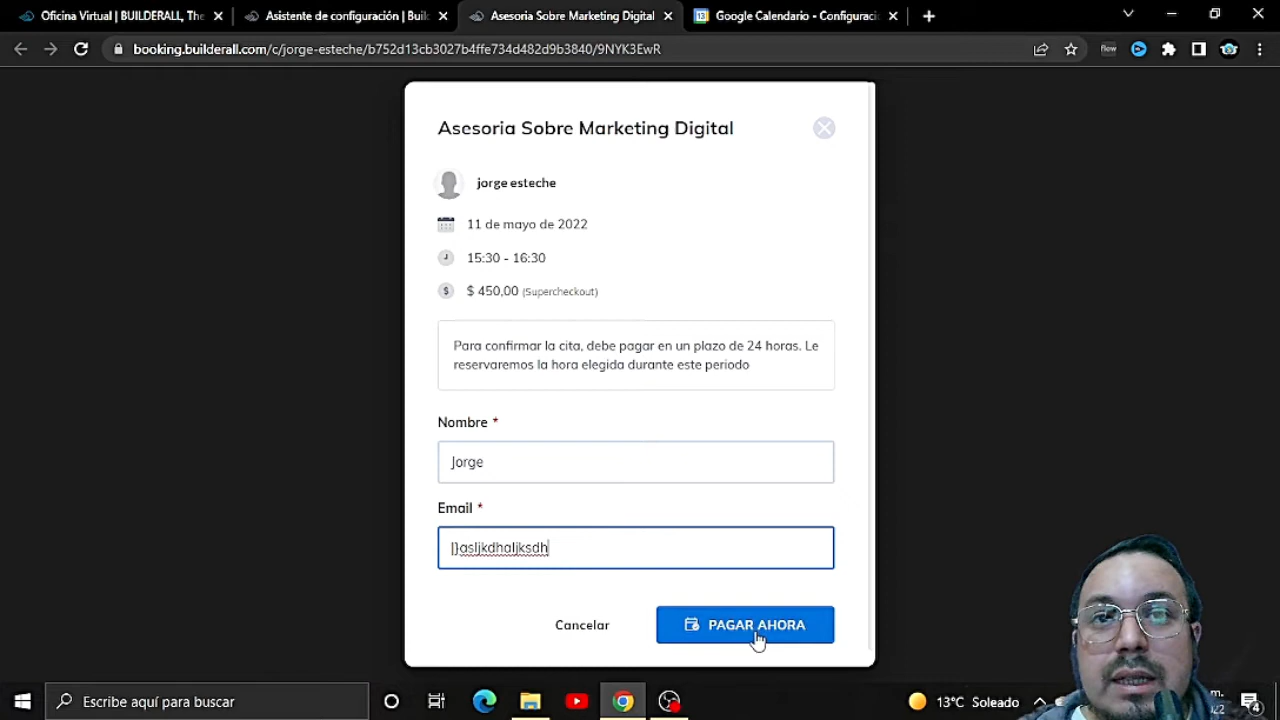 Oficina Virtual | BUILDERALL, The
Asistente de configuración | Buil
Asesoria Sobre Marketing Digital
Google Calendario - Configuraci
booking.builderall.com/c/jorge-esteche/b752d13cb3027b4ffe734d482d9b3840/9NYK3EwR
flow
Asesoria Sobre Marketing Digital
jorge esteche
11 de mayo de 2022
15:30 - 16:30
$ 450,00 (Supercheckout)
Para confirmar la cita, debe pagar en un plazo de 24 horas. Le
reservaremos la hora elegida durante este periodo
Nombre *
Jorge
Email *
|}asljkdhaljksdh
Cancelar
PAGAR AHORA
Escribe aquí para buscar
13°C Soleado